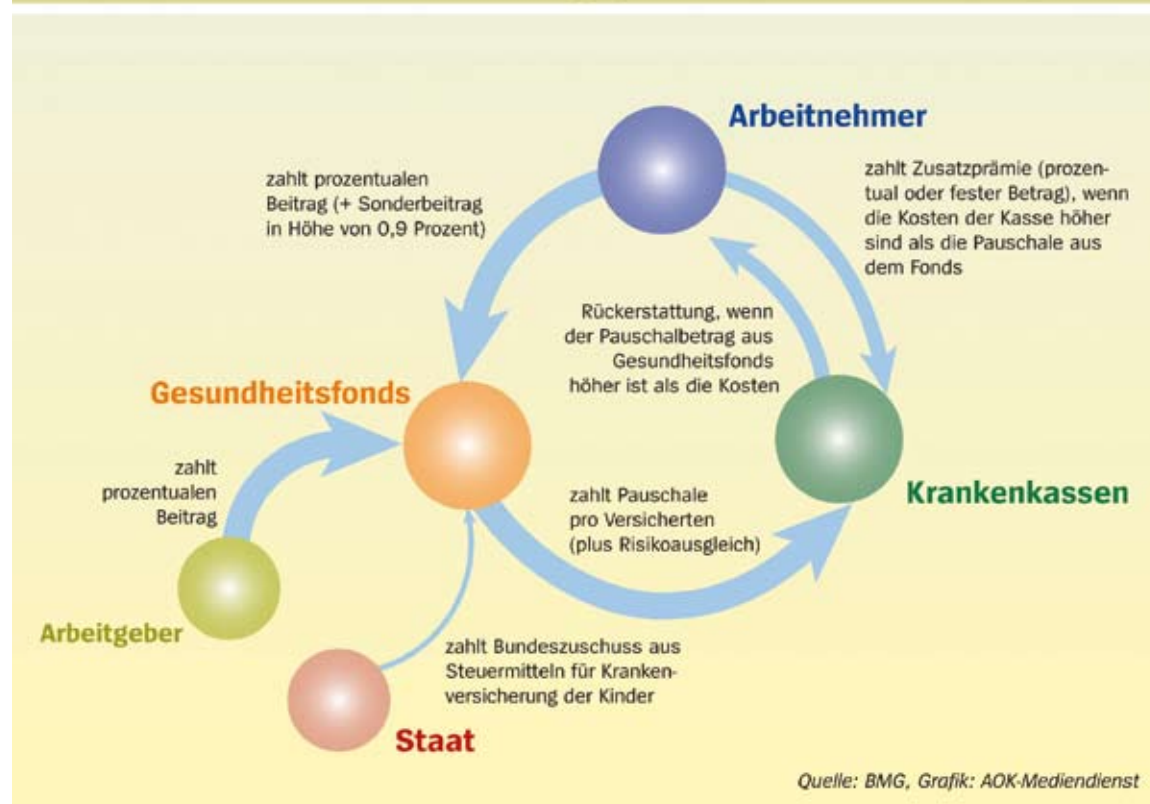 Arbeitnehmer
zahlt prozentualen
Beitrag (+ Sonderbeitrag
in Höhe von 0,9 Prozent)
zahlt Zusatzprämie (prozen-
tual oder fester Betrag), wenn
die Kosten der Kasse höher
sind als die Pauschale aus
dem Fonds
Rückerstattung, wenn
der Pauschalbetrag aus
Gesundheitsfonds
höher ist als die Kosten
Gesundheitsfonds
zahlt
prozentualen
Beitrag
zahlt Pauschale
pro Versicherten
(plus Risikoausgleich)
Krankenkassen
Arbeitgeber
zahlt Bundeszuschuss aus
Steuermitteln für Kranken-
versicherung der Kinder
Staat
Quelle: BMG, Grafik: AOK-Mediendienst